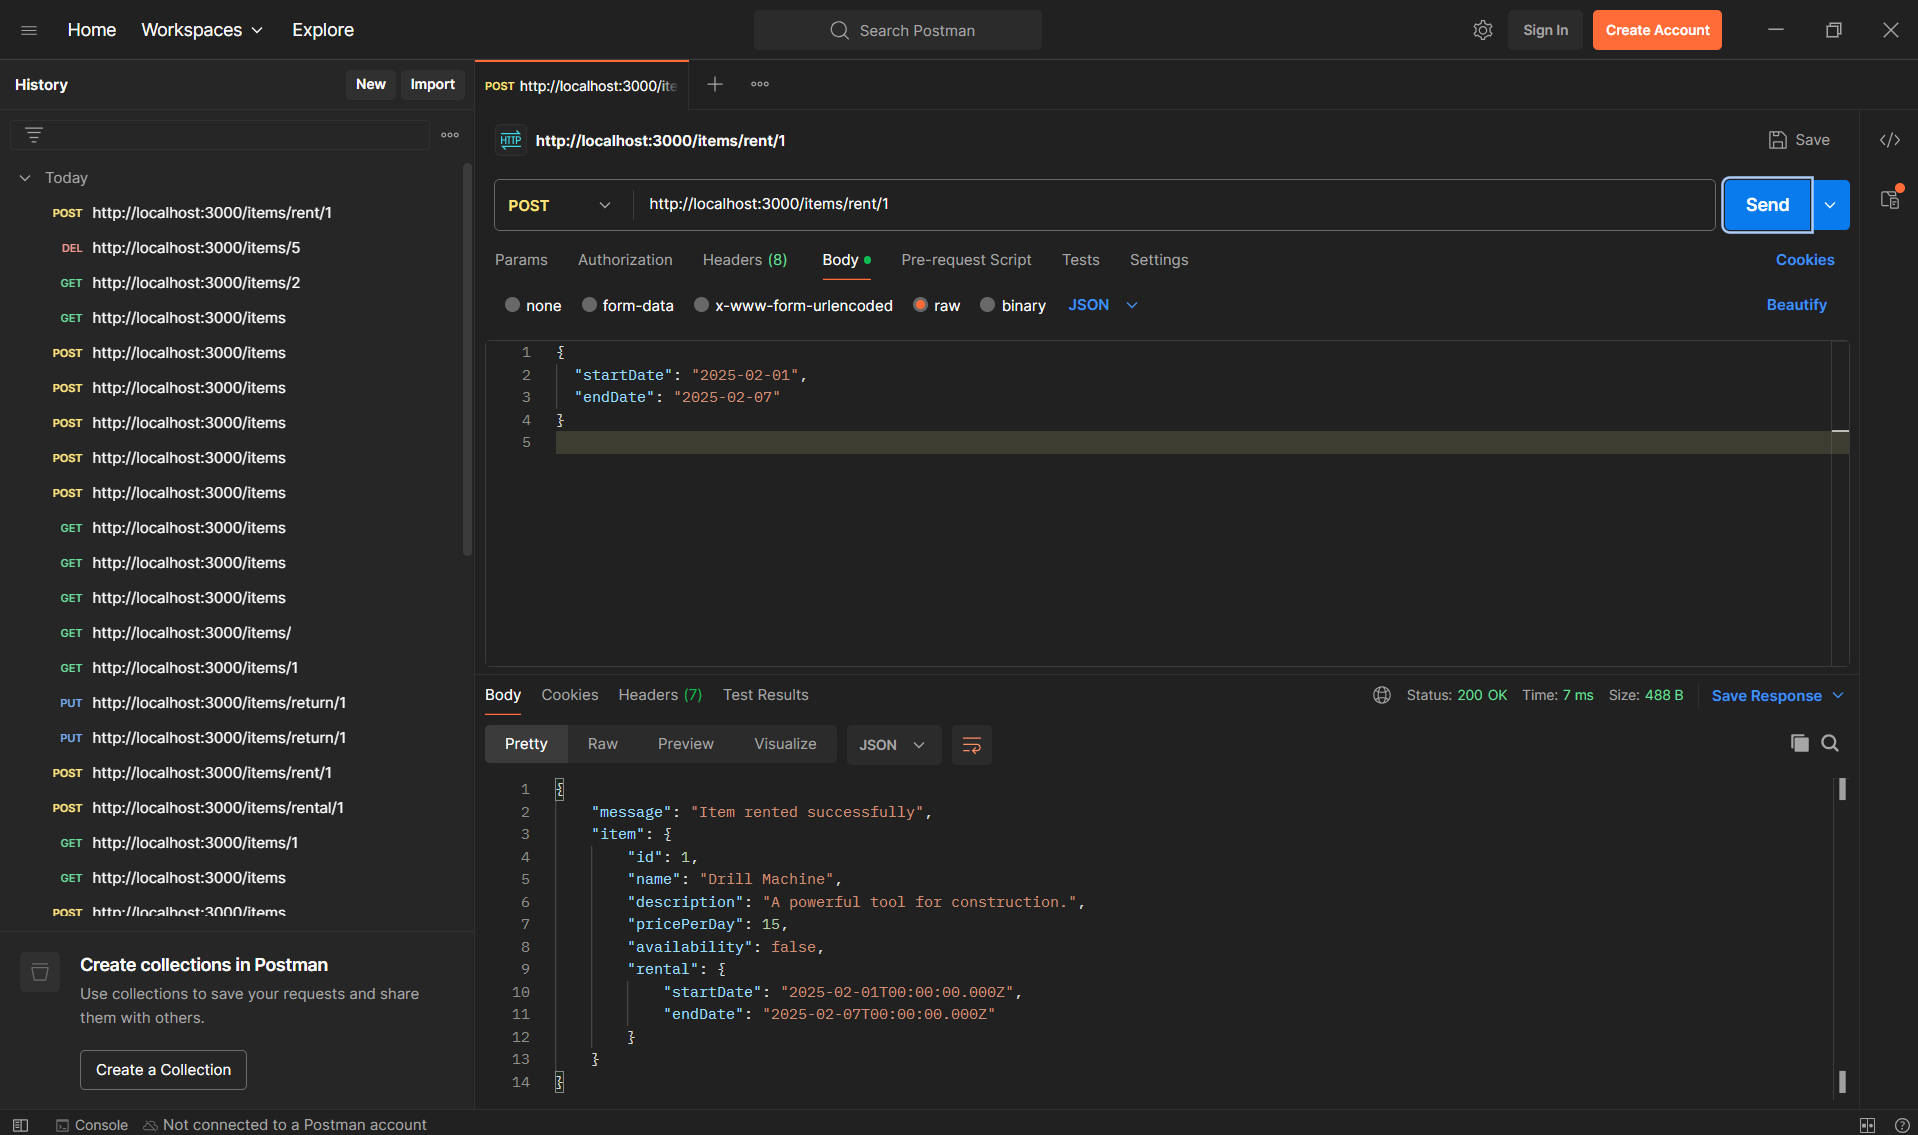 Home Workspaces Explore Search Postman Sign In Create Account
History New Import
POST http://localhost:3000/ite
HTTP http://localhost:3000/items/rent/1 Save </>
Today
POST http://localhost:3000/items/rent/1
DEL http://localhost:3000/items/5
GET http://localhost:3000/items/2
GET http://localhost:3000/items
POST http://localhost:3000/items
POST http://localhost:3000/items
POST http://localhost:3000/items
POST http://localhost:3000/items
POST http://localhost:3000/items
GET http://localhost:3000/items
GET http://localhost:3000/items
GET http://localhost:3000/items
GET http://localhost:3000/items/
GET http://localhost:3000/items/1
PUT http://localhost:3000/items/return/1
PUT http://localhost:3000/items/return/1
POST http://localhost:3000/items/rent/1
POST http://localhost:3000/items/rental/1
GET http://localhost:3000/items/1
GET http://localhost:3000/items
POST http://localhost:3000/items
Create collections in Postman
Use collections to save your requests and share
them with others.
Create a Collection
POST http://localhost:3000/items/rent/1 Send
Params Authorization Headers (8) Body Pre-request Script Tests Settings Cookies
none form-data x-www-form-urlencoded raw binary JSON Beautify
1 {
2 "startDate": "2025-02-01",
3 "endDate": "2025-02-07"
4 }
5
Body Cookies Headers (7) Test Results Status: 200 OK Time: 7 ms Size: 488 B Save Response
Pretty Raw Preview Visualize JSON
1 {
2 "message": "Item rented successfully",
3 "item": {
4 "id": 1,
5 "name": "Drill Machine",
6 "description": "A powerful tool for construction.",
7 "pricePerDay": 15,
8 "availability": false,
9 "rental": {
10 "startDate": "2025-02-01T00:00:00.000Z",
11 "endDate": "2025-02-07T00:00:00.000Z"
12 }
13 }
14 }
Console Not connected to a Postman account